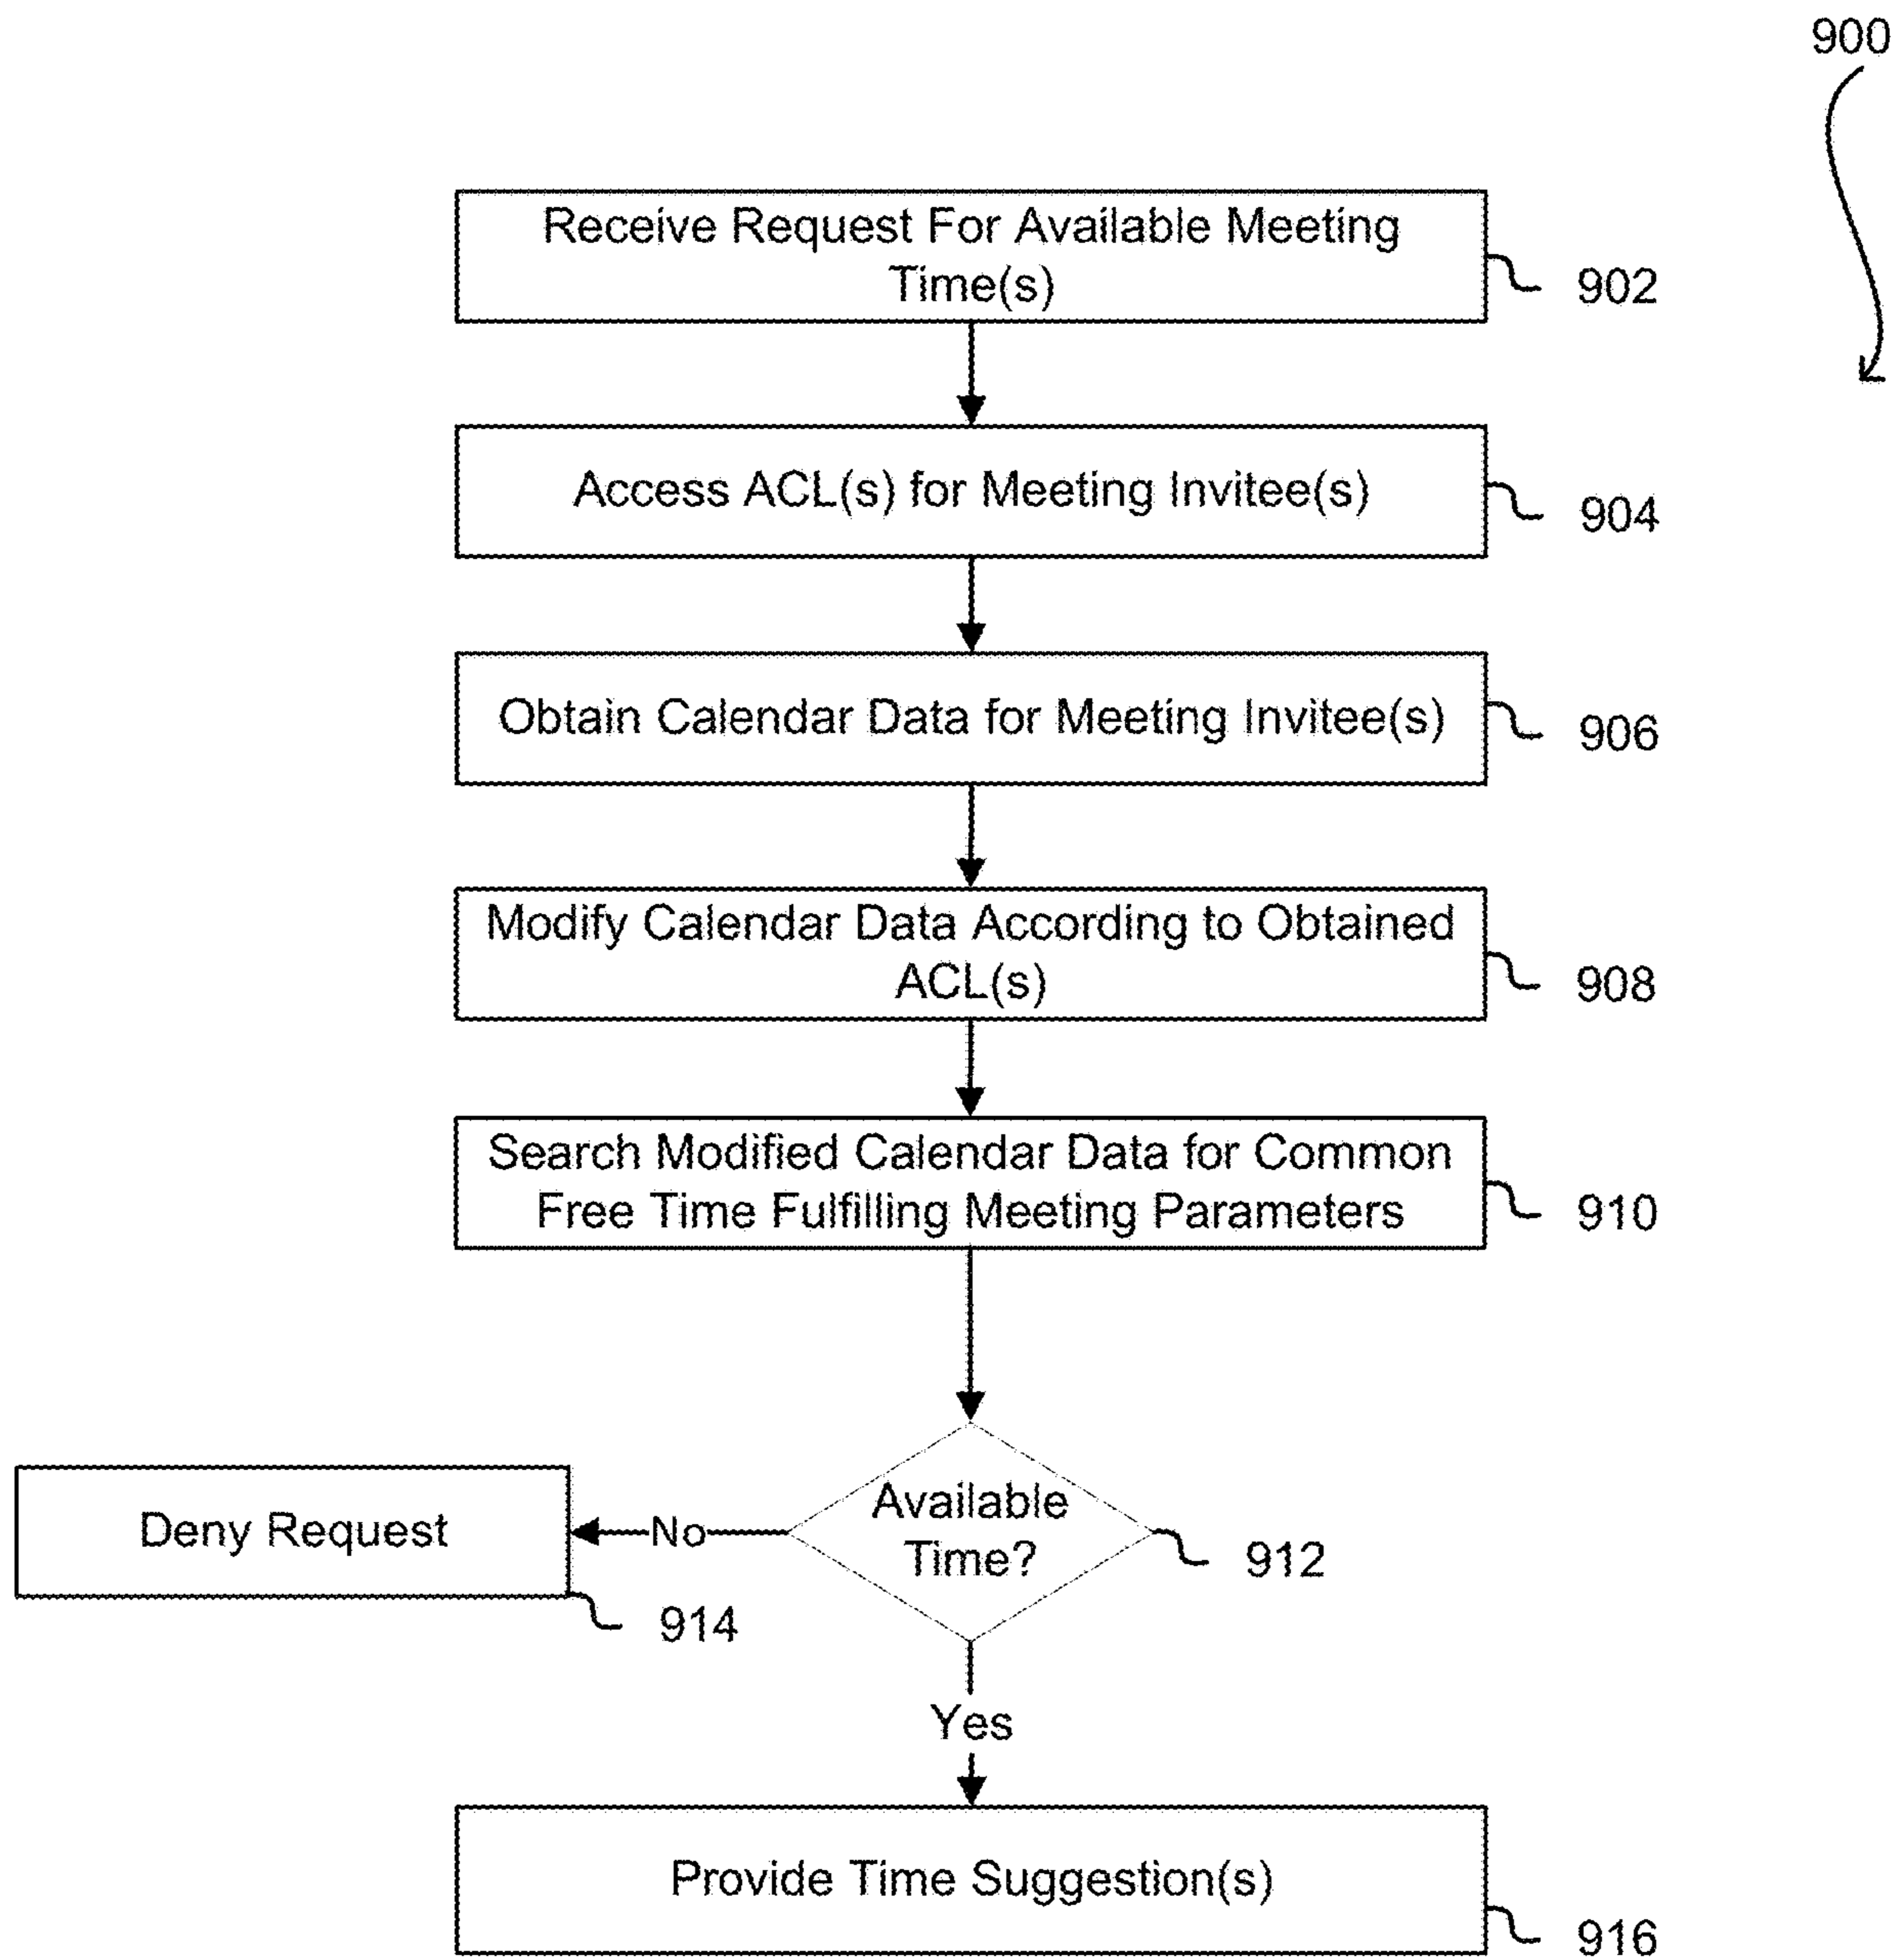 900
Receive Request For Available Meeting
Time(s)
902
Access ACL(s) for Meeting Invitee(s)
904
Obtain Calendar Data for Meeting Invitee(s)
906
Modify Calendar Data According to Obtained
ACL(s)
908
Search Modified Calendar Data for Common
Free Time Fulfilling Meeting Parameters
910
Available
Time?
912
No
Deny Request
914
Yes
Provide Time Suggestion(s)
916